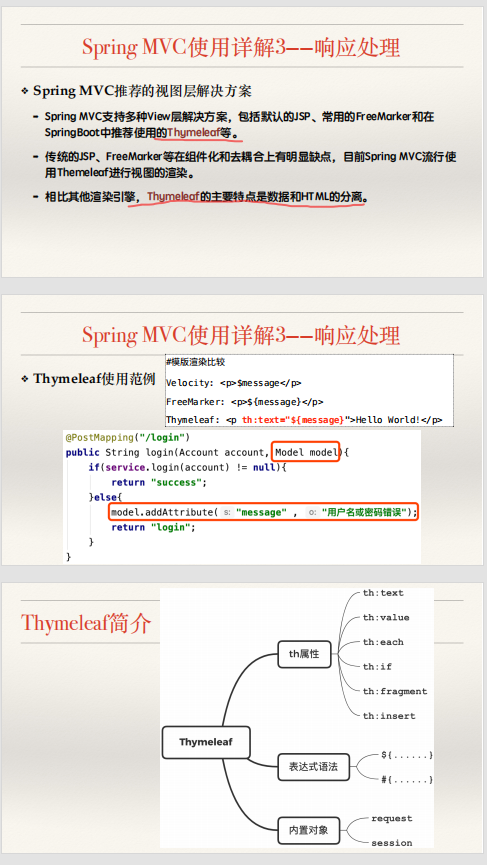 Spring MVC使用详解3——响应处理
❖ Spring MVC推荐的视图层解决方案
- Spring MVC支持多种View层解决方案，包括默认的JSP、常用的FreeMarker和在
SpringBoot中推荐使用的Thymeleaf等。
- 传统的JSP、FreeMarker等在组件化和去耦合上有明显缺点，目前Spring MVC流行使
用Themeleaf进行视图的渲染。
- 相比其他渲染引擎，Thymeleaf的主要特点是数据和HTML的分离。
Spring MVC使用详解3——响应处理
❖ Thymeleaf使用范例
#模版渲染比较
Velocity: <p>$message</p>
FreeMarker: <p>${message}</p>
Thymeleaf: <p th:text="${message}">Hello World!</p>
@PostMapping("/login")
public String login(Account account, Model model){
if(service.login(account) != null){
return "success";
}else{
model.addAttribute( s: "message" , o: "用户名或密码错误");
return "login";
}
}
Thymeleaf简介
Thymeleaf
th属性
th:text
th:value
th:each
th:if
th:fragment
th:insert
表达式语法
${......}
#{......}
内置对象
request
session